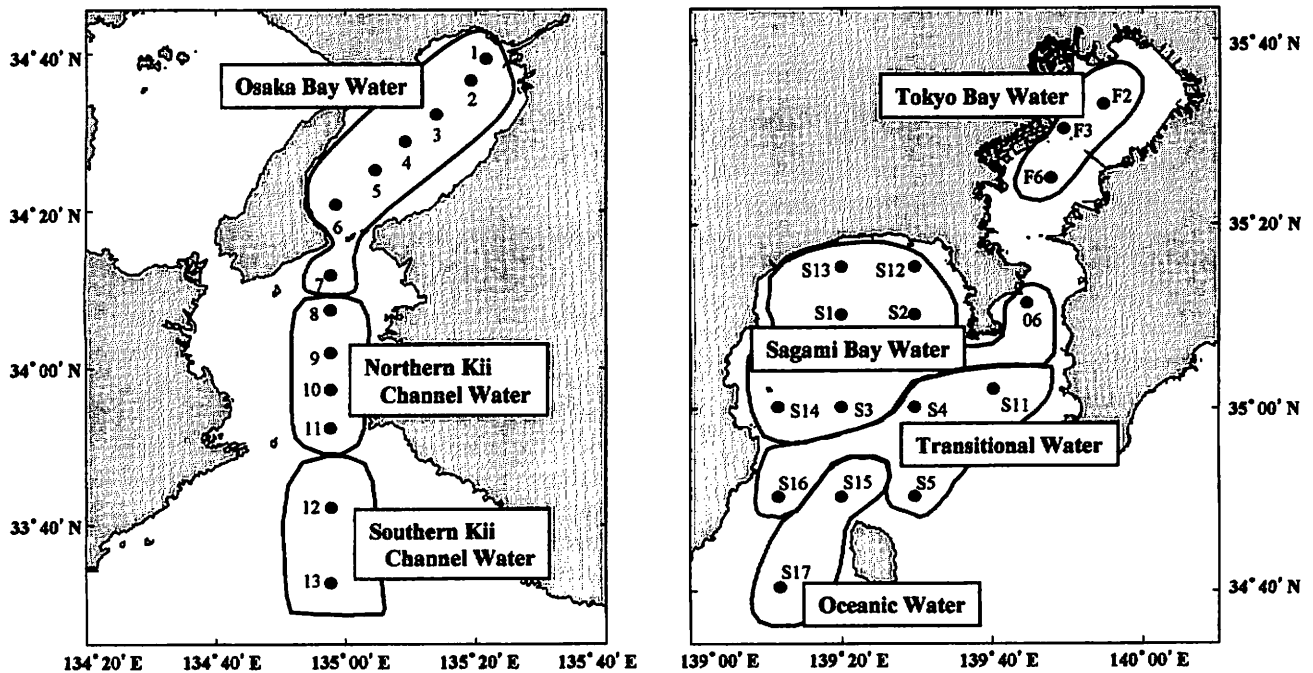 34°40' N
34°20' N
34°00' N
33°40' N
134°20' E
134°40' E
135°00' E
135°20' E
135°40' E
Osaka Bay Water
1
2
3
4
5
6
7
8
9
10
11
12
13
Northern Kii
Channel Water
Southern Kii
Channel Water
Tokyo Bay Water
F2
F3
F6
S13
S12
S1
S2
06
Sagami Bay Water
S14
S3
S4
S11
Transitional Water
S16
S15
S5
S17
Oceanic Water
35°40' N
35°20' N
35°00' N
34°40' N
139°00' E
139°20' E
139°40' E
140°00' E